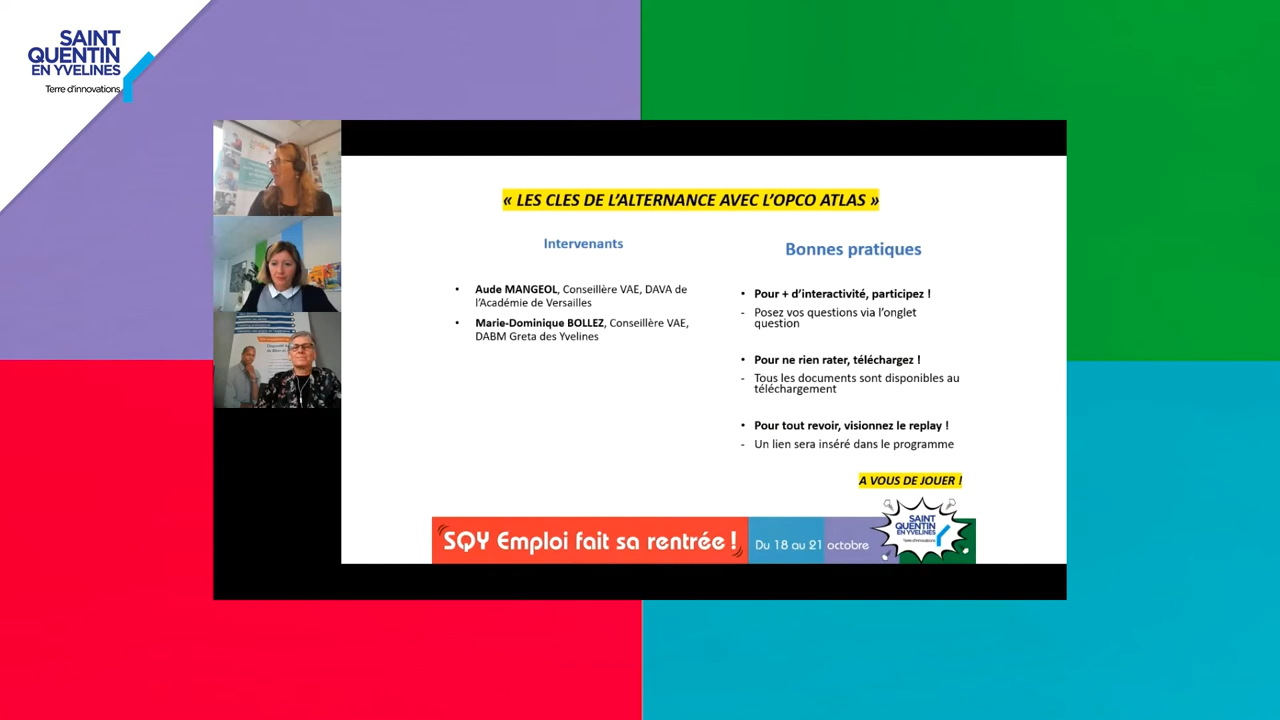 SAINT
QUENTIN
EN YVELINES
Terre d'innovations
« LES CLES DE L'ALTERNANCE AVEC L'OPCO ATLAS »
Intervenants
• Aude MANGEOL, Conseillère VAE, DAVA de
l'Académie de Versailles
• Marie-Dominique BOLLEZ, Conseillère VAE,
DABM Greta des Yvelines
Bonnes pratiques
• Pour + d'interactivité, participez !
- Posez vos questions via l'onglet
question
• Pour ne rien rater, téléchargez !
- Tous les documents sont disponibles au
téléchargement
• Pour tout revoir, visionnez le replay !
- Un lien sera inséré dans le programme
A VOUS DE JOUER !
SQY Emploi fait sa rentrée !
Du 18 au 21 octobre
SAINT
QUENTIN
EN YVELINES
Terre d'innovations